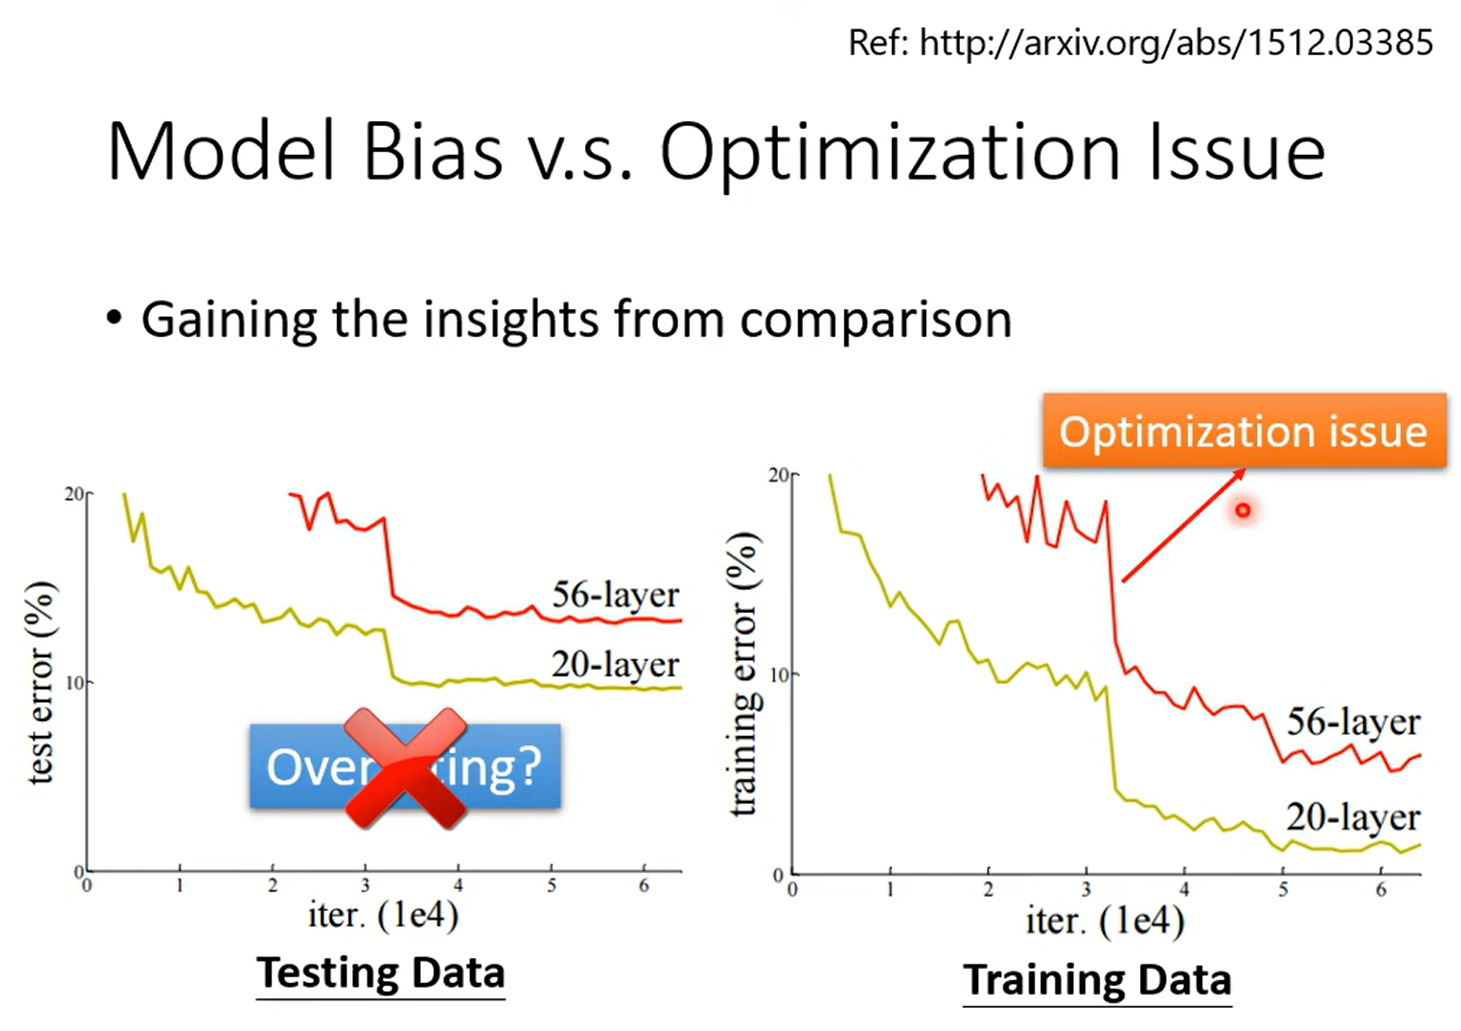 Ref: http://arxiv.org/abs/1512.03385
Model Bias v.s. Optimization Issue
• Gaining the insights from comparison
Optimization issue
20
10
0
test error (%)
56-layer
20-layer
0 1 2 3 4 5 6
iter. (1e4)
Testing Data
20
10
0
training error (%)
56-layer
20-layer
0 1 2 3 4 5 6
iter. (1e4)
Training Data